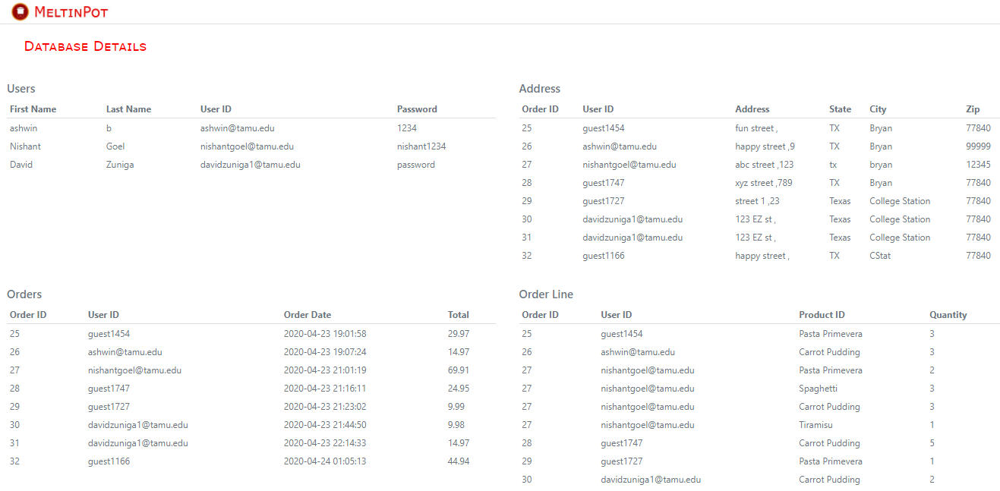 MeltinPot
Database Details
Users
First Name Last Name User ID Password
ashwin b ashwin@tamu.edu 1234
Nishant Goel nishantgoel@tamu.edu nishant1234
David Zuniga davidzuniga1@tamu.edu password
Address
Order ID User ID Address State City Zip
25 guest1454 fun street , TX Bryan 77840
26 ashwin@tamu.edu happy street ,9 TX Bryan 99999
27 nishantgoel@tamu.edu abc street ,123 tx bryan 12345
28 guest1747 xyz street ,789 TX Bryan 77840
29 guest1727 street 1 ,23 Texas College Station 77840
30 davidzuniga1@tamu.edu 123 EZ st , Texas College Station 77840
31 davidzuniga1@tamu.edu 123 EZ st , Texas College Station 77840
32 guest1166 happy street , TX CStat 77840
Orders
Order ID User ID Order Date Total
25 guest1454 2020-04-23 19:01:58 29.97
26 ashwin@tamu.edu 2020-04-23 19:07:24 14.97
27 nishantgoel@tamu.edu 2020-04-23 21:01:19 69.91
28 guest1747 2020-04-23 21:16:11 24.95
29 guest1727 2020-04-23 21:23:02 9.99
30 davidzuniga1@tamu.edu 2020-04-23 21:44:50 9.98
31 davidzuniga1@tamu.edu 2020-04-23 22:14:33 14.97
32 guest1166 2020-04-24 01:05:13 44.94
Order Line
Order ID User ID Product ID Quantity
25 guest1454 Pasta Primevera 3
26 ashwin@tamu.edu Carrot Pudding 3
27 nishantgoel@tamu.edu Pasta Primevera 2
27 nishantgoel@tamu.edu Spaghetti 3
27 nishantgoel@tamu.edu Carrot Pudding 3
27 nishantgoel@tamu.edu Tiramisu 1
28 guest1747 Carrot Pudding 5
29 guest1727 Pasta Primevera 1
30 davidzuniga1@tamu.edu Carrot Pudding 2